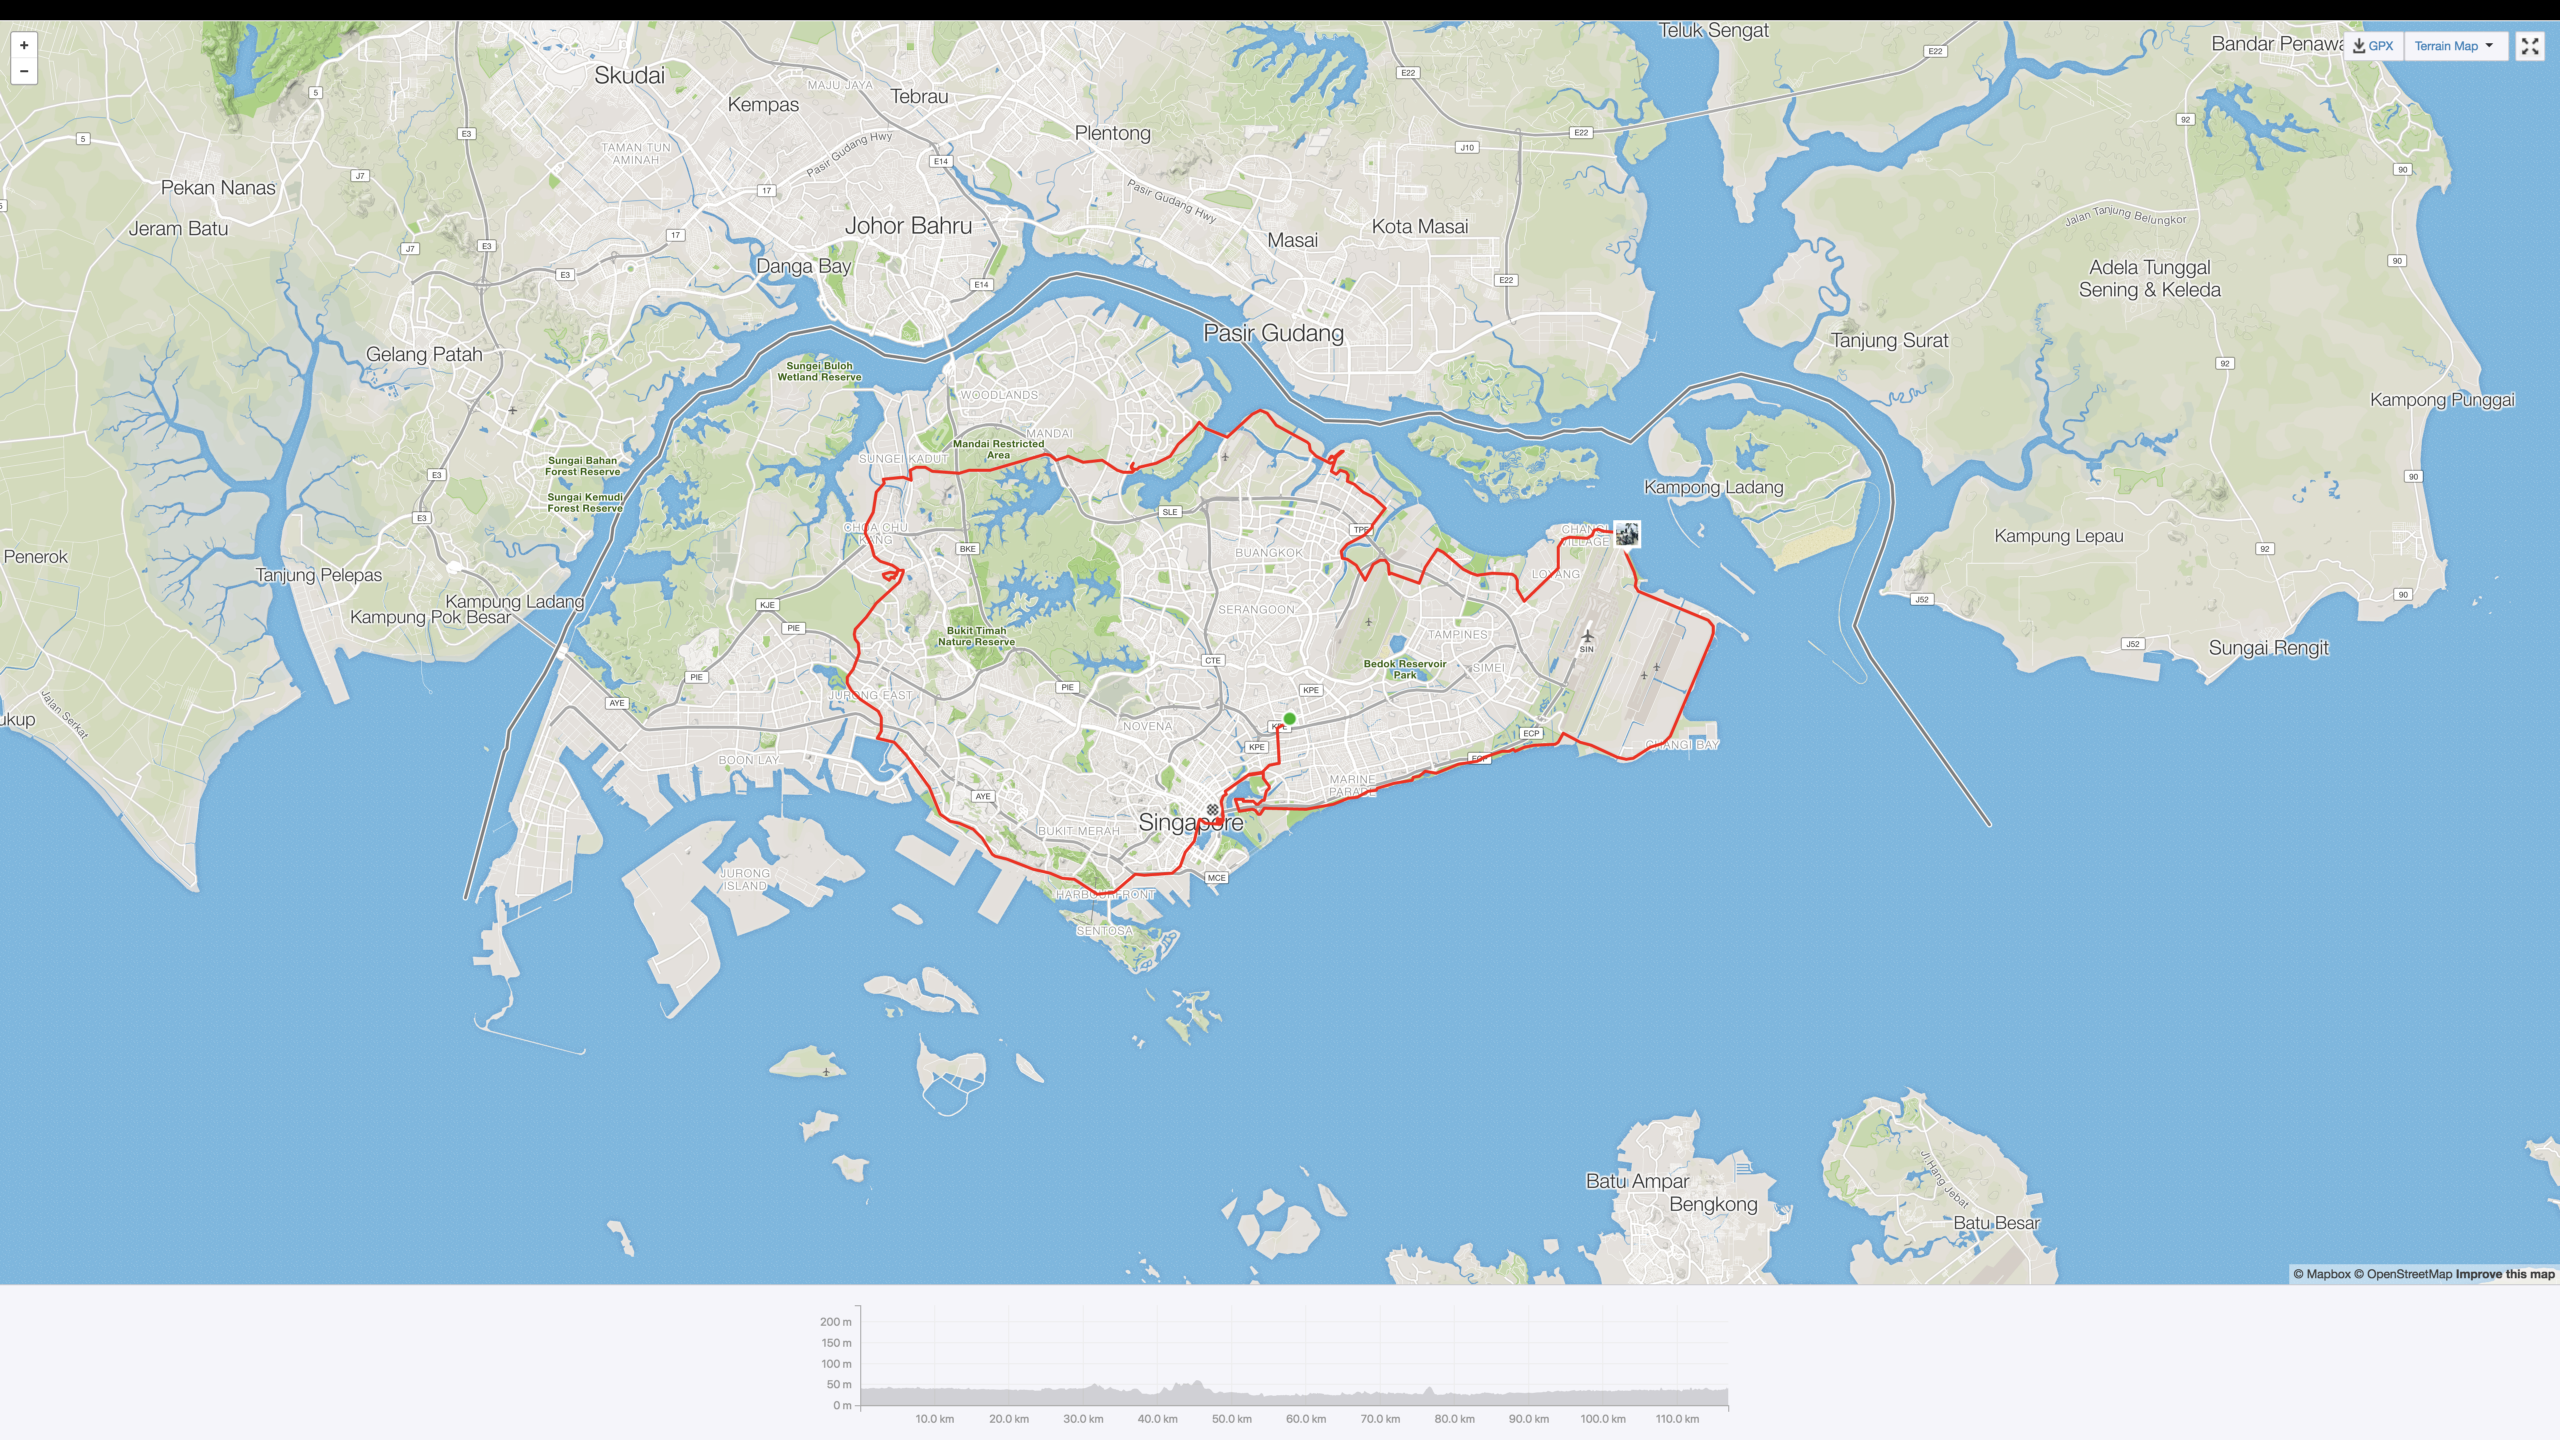 Teluk Sengat
Bandar Penawa
GPX
Terrain Map
+
−
E22
E22
Skudai
MAJU JAYA
Tebrau
Kempas
5
92
E3
Plentong
E22
5
Pasir Gudang Hwy
TAMAN TUN
AMINAH
J10
E14
J7
90
Pekan Nanas
17
Pasir Gudang Hwy
Jalan Tanjung Belungkor
Jeram Batu
Johor Bahru
Kota Masai
17
Masai
J7
E3
90
Danga Bay
Adela Tunggal
Sening & Keleda
E3
E22
E14
Pasir Gudang
Tanjung Surat
Gelang Patah
92
Sungei Buloh
Wetland Reserve
WOODLANDS
Kampong Punggai
MANDAI
Mandai Restricted
Area
SUNGEI KADUT
Sungai Bahan
Forest Reserve
E3
90
Kampong Ladang
Sungai Kemudi
Forest Reserve
SLE
E3
CHOA CHU
KANG
TPE
CHANGI
VILLAGE
Kampung Lepau
BKE
BUANGKOK
92
Penerok
Tanjung Pelepas
LOYANG
Kampung Ladang
KJE
J52
90
Kampung Pok Besar
SERANGOON
PIE
Bukit Timah
Nature Reserve
TAMPINES
SIN
J52
Sungai Rengit
CTE
Bedok Reservoir
Park
SIMEI
PIE
PIE
KPE
JURONG EAST
AYE
Jalan Serkat
ukup
NOVENA
KPE
ECP
KPE
CHANGI BAY
BOON LAY
ECP
MARINE
PARADE
AYE
Singapore
BUKIT MERAH
JURONG
ISLAND
MCE
HARBOURFRONT
SENTOSA
Jl Hang Jebat
Batu Ampar
Bengkong
Batu Besar
© Mapbox © OpenStreetMap Improve this map
200 m
150 m
100 m
50 m
0 m
10.0 km 20.0 km 30.0 km 40.0 km 50.0 km 60.0 km 70.0 km 80.0 km 90.0 km 100.0 km 110.0 km